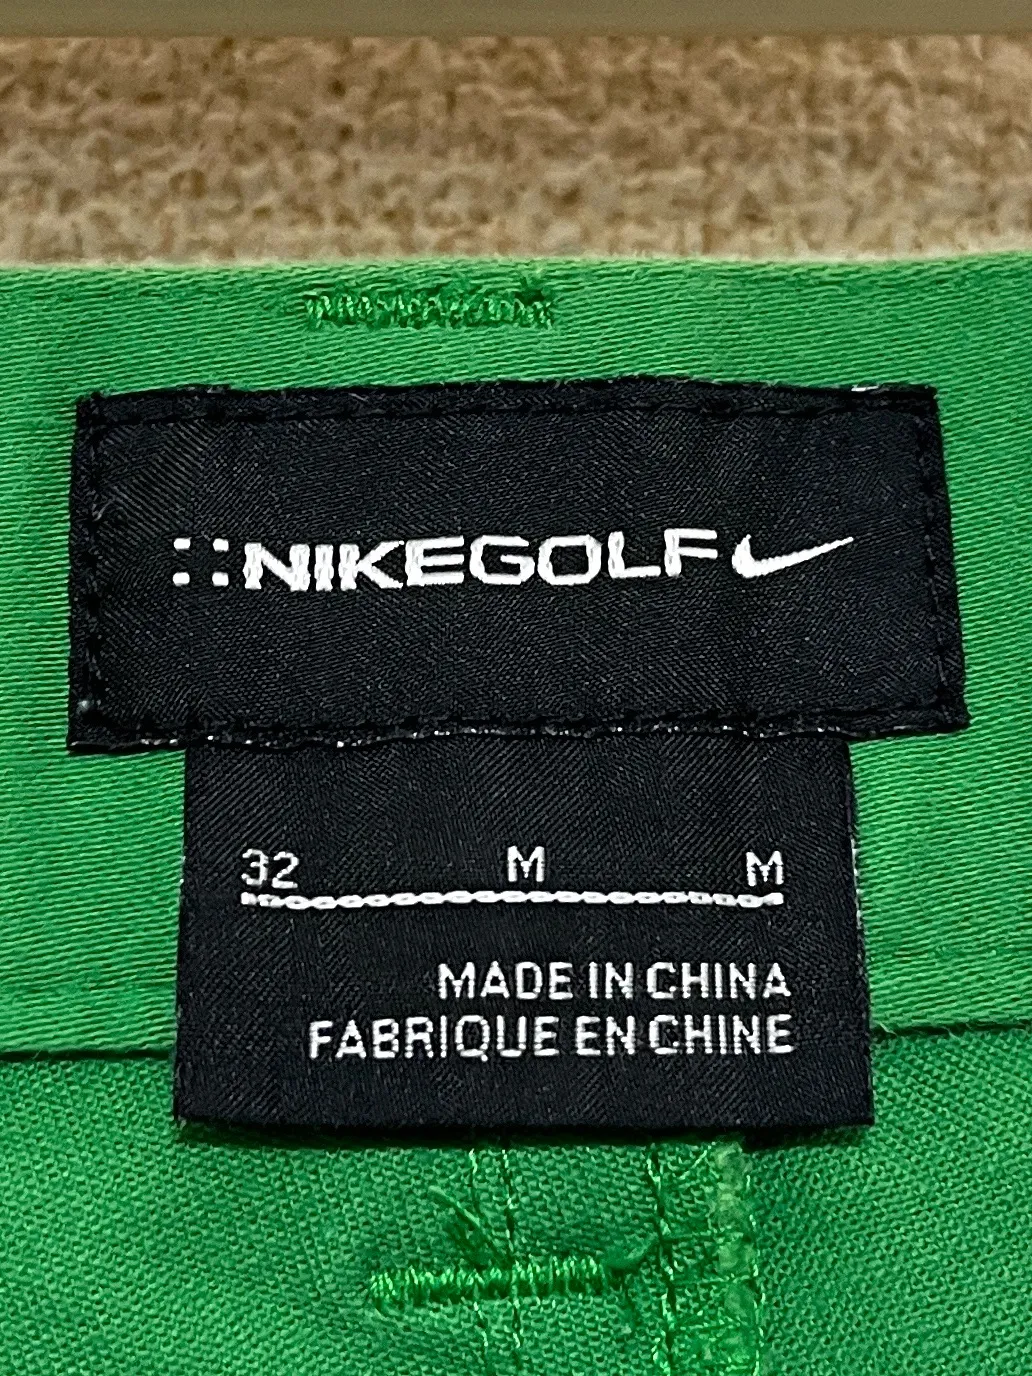 ::NIKEGOLF
32 M M
MADE IN CHINA
FABRIQUE EN CHINE